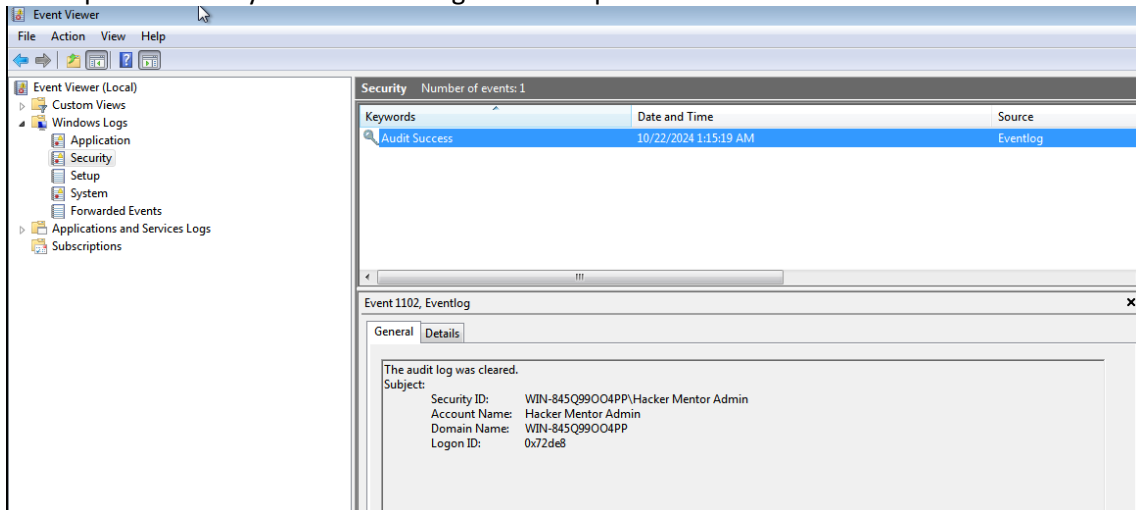 Event Viewer
File Action View Help
Event Viewer (Local)
Custom Views
Windows Logs
Application
Security
Setup
System
Forwarded Events
Applications and Services Logs
Subscriptions
Security Number of events: 1
Keywords Date and Time Source
Audit Success 10/22/2024 1:15:19 AM Eventlog
Event 1102, Eventlog
General Details
The audit log was cleared.
Subject:
Security ID: WIN-845Q99OO4PP\Hacker Mentor Admin
Account Name: Hacker Mentor Admin
Domain Name: WIN-845Q99OO4PP
Logon ID: 0x72de8